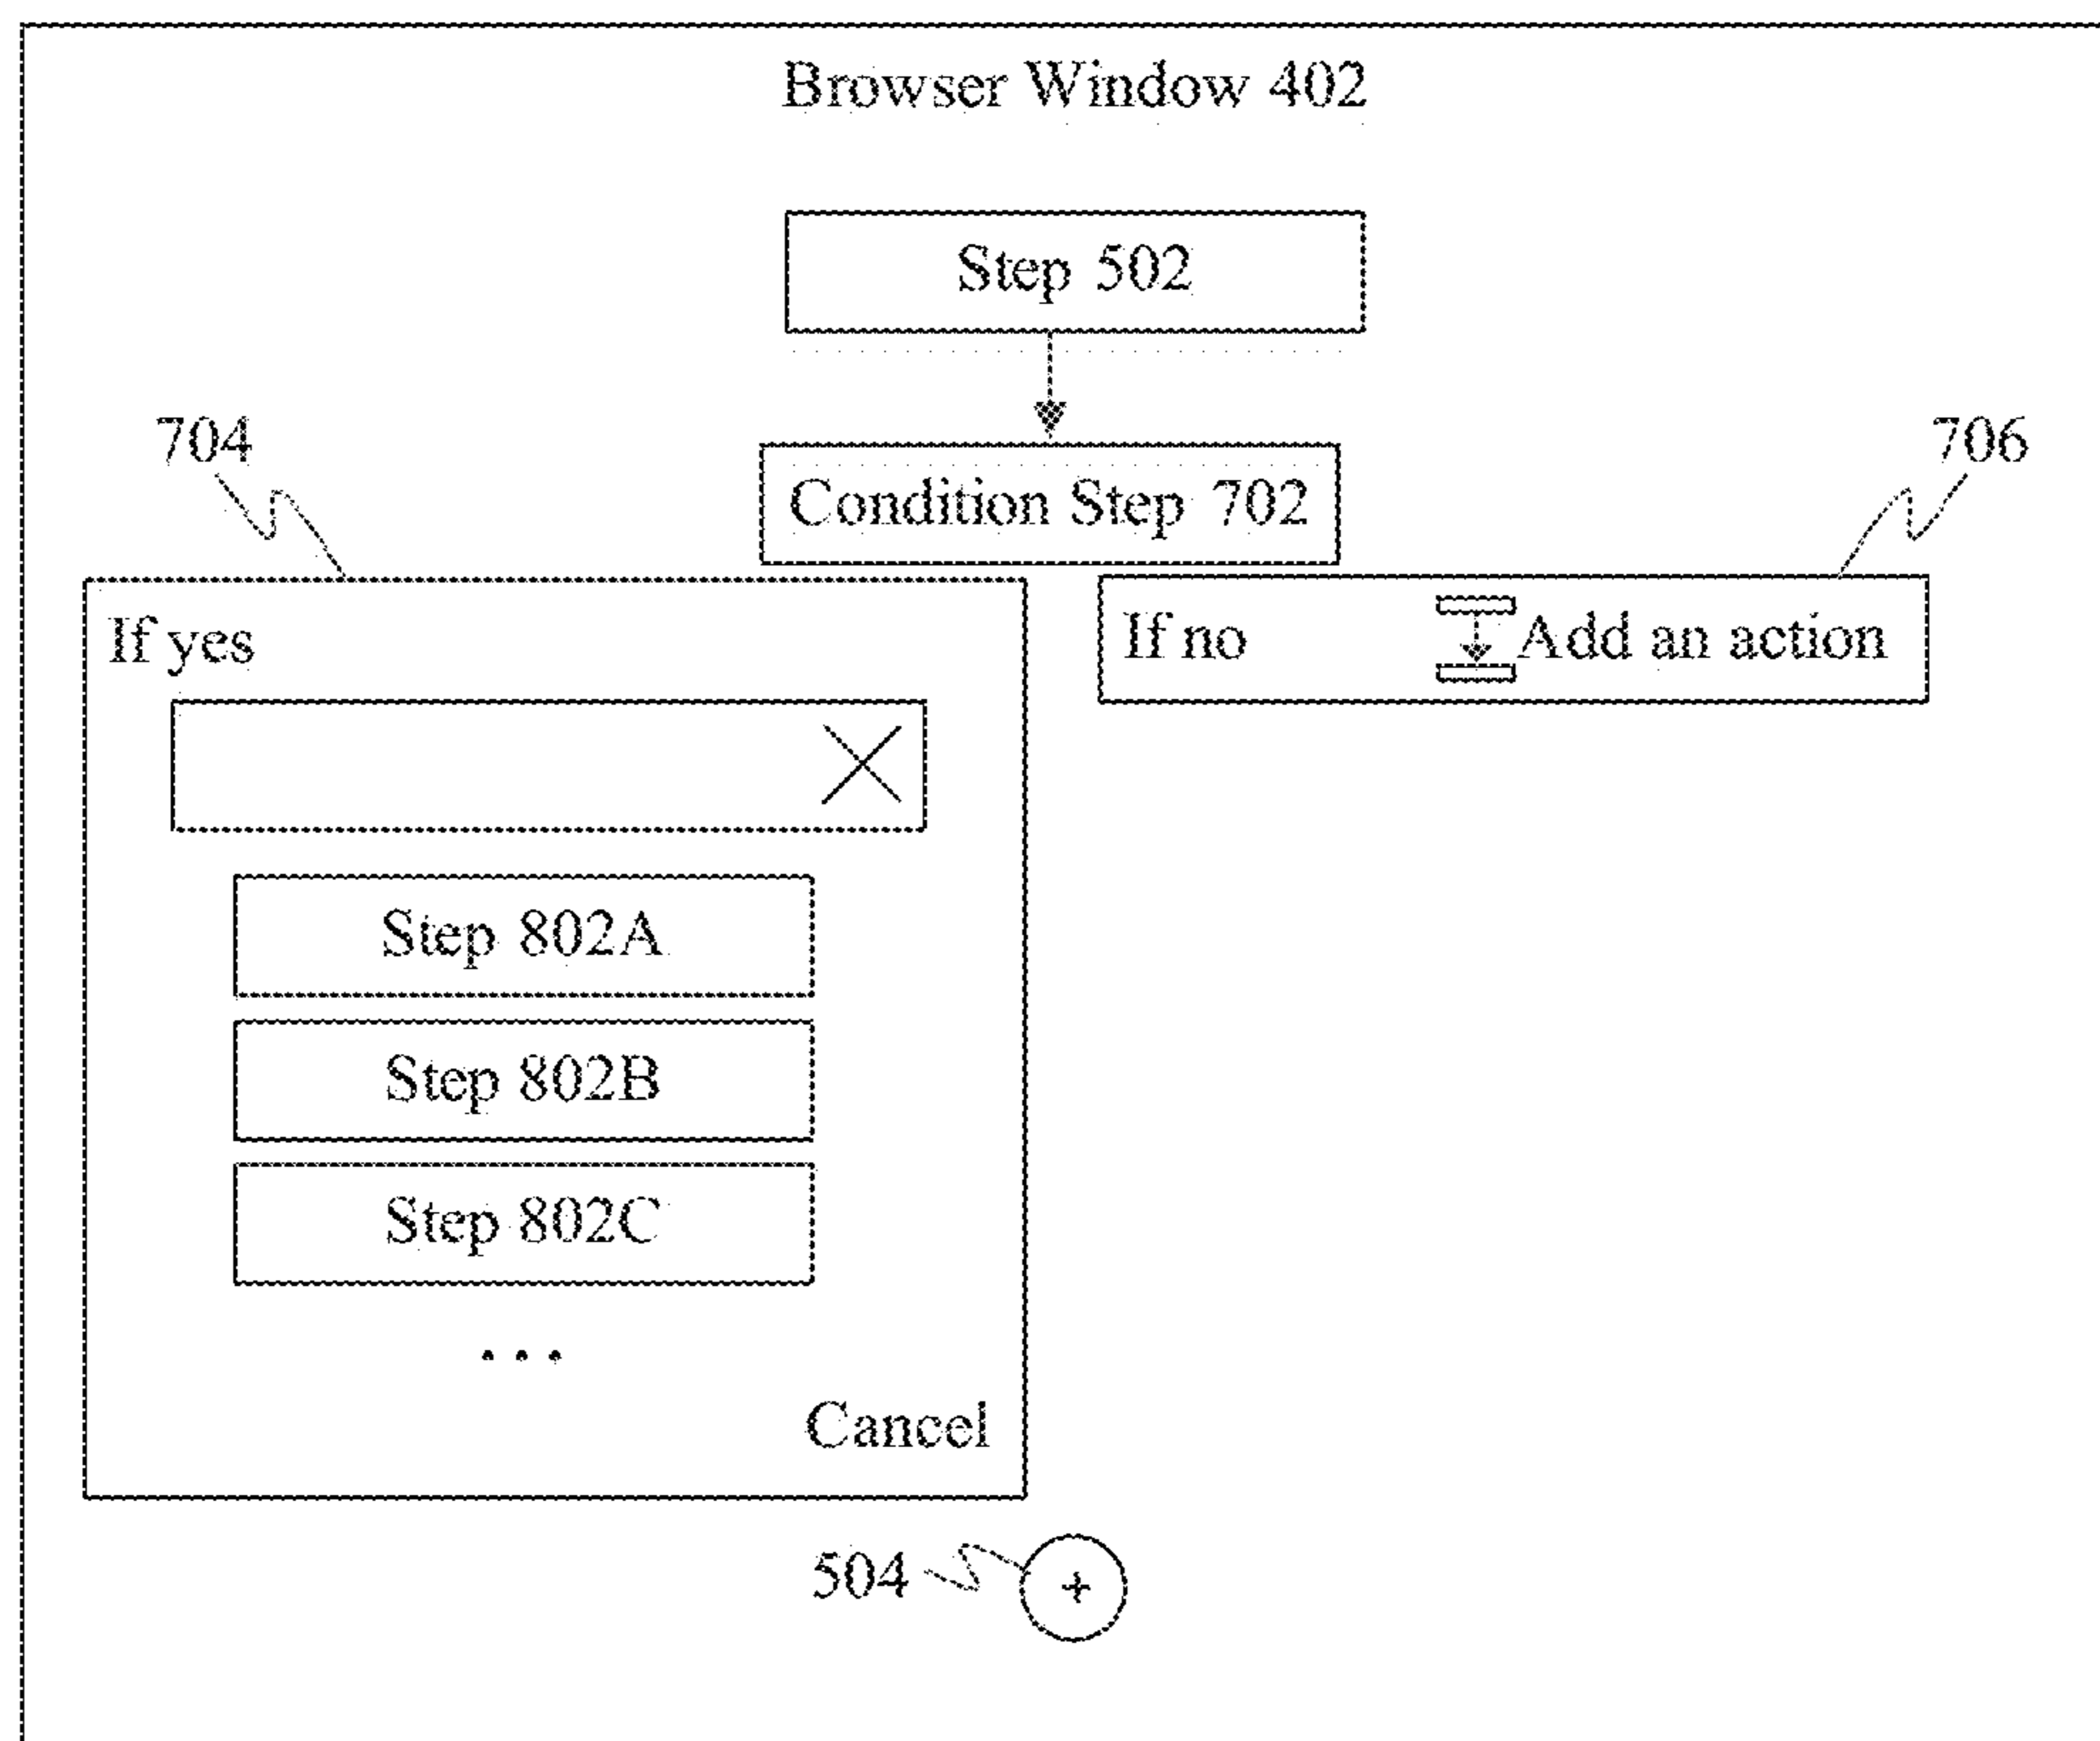 Browser Window 402
Step 502
704
706
Condition Step 702
If yes
If no
Add an action
Step 802A
Step 802B
Step 802C
...
Cancel
504
+